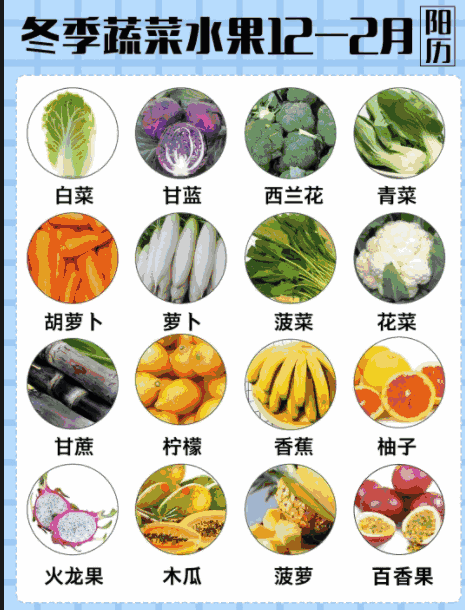 冬季蔬菜水果12—2月 阳历
白菜 甘蓝 西兰花 青菜
胡萝卜 萝卜 菠菜 花菜
甘蔗 柠檬 香蕉 柚子
火龙果 木瓜 菠萝 百香果